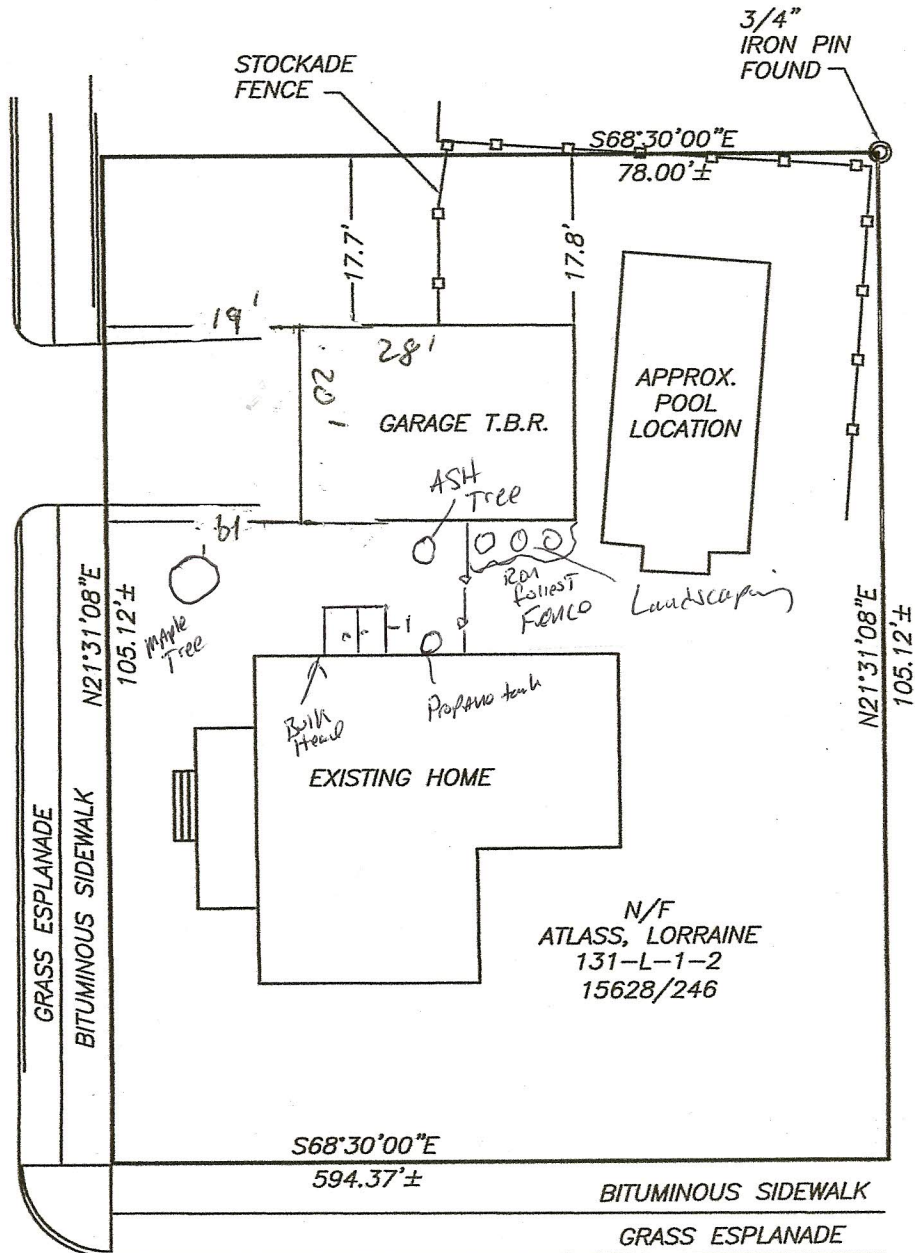 3/4"
IRON PIN
FOUND
STOCKADE
FENCE
S68°30'00"E
78.00'±
17.7'
17.8'
19'
28'
20'
GARAGE T.B.R.
APPROX.
POOL
LOCATION
ASH
Tree
19'
Maple
Tree
FENCE
Landscaping
N21°31'08"E
105.12'±
N21°31'08"E
105.12'±
Bulk
Head
Propane tank
EXISTING HOME
GRASS ESPLANADE
BITUMINOUS SIDEWALK
N/F
ATLASS, LORRAINE
131-L-1-2
15628/246
S68°30'00"E
594.37'±
BITUMINOUS SIDEWALK
GRASS ESPLANADE